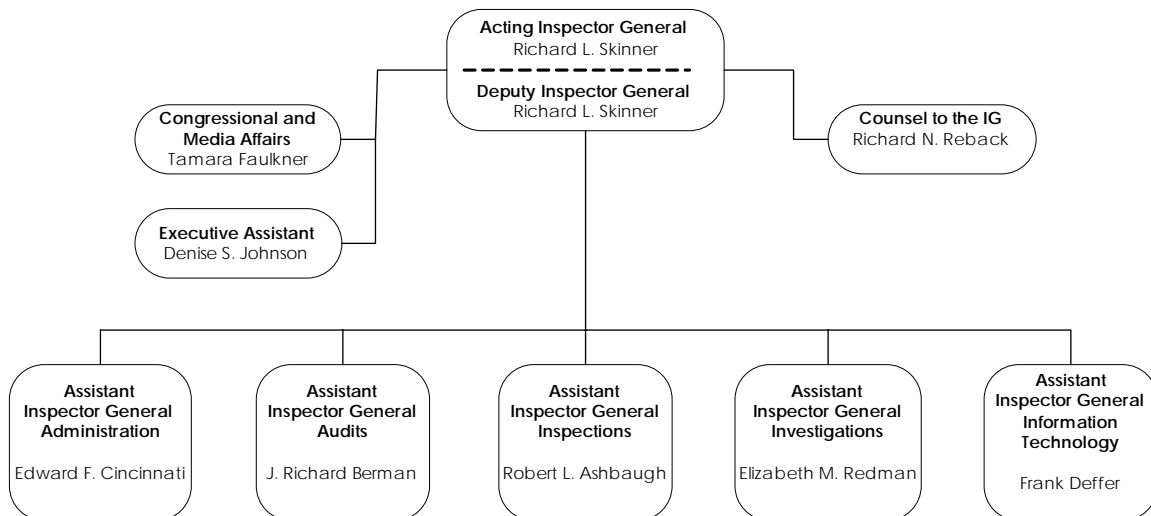 Acting Inspector General
Richard L. Skinner
Deputy Inspector General
Richard L. Skinner
Congressional and
Media Affairs
Tamara Faulkner
Counsel to the IG
Richard N. Reback
Executive Assistant
Denise S. Johnson
Assistant
Inspector General
Administration
Edward F. Cincinnati
Assistant
Inspector General
Audits
J. Richard Berman
Assistant
Inspector General
Inspections
Robert L. Ashbaugh
Assistant
Inspector General
Investigations
Elizabeth M. Redman
Assistant
Inspector General
Information
Technology
Frank Deffer